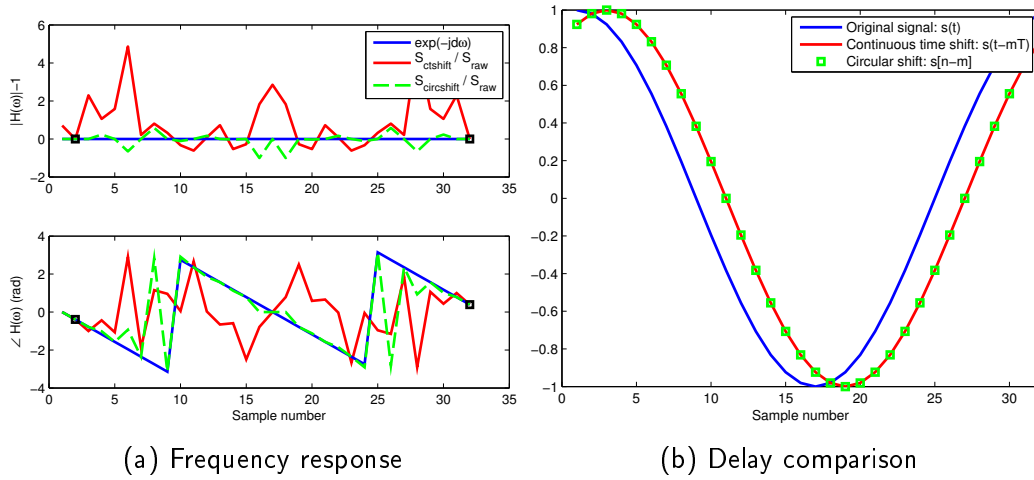 6
4
2
0
−2
|H(ω)|−1
exp(−jdω)
S_ctshift / S_raw
S_circshift / S_raw
0 5 10 15 20 25 30 35
4
2
0
−2
−4
∠ H(ω) (rad)
0 5 10 15 20 25 30 35
Sample number
(a) Frequency response
1
0.8
0.6
0.4
0.2
0
−0.2
−0.4
−0.6
−0.8
−1
Original signal: s(t)
Continuous time shift: s(t−mT)
Circular shift: s[n−m]
0 5 10 15 20 25 30
Sample number
(b) Delay comparison